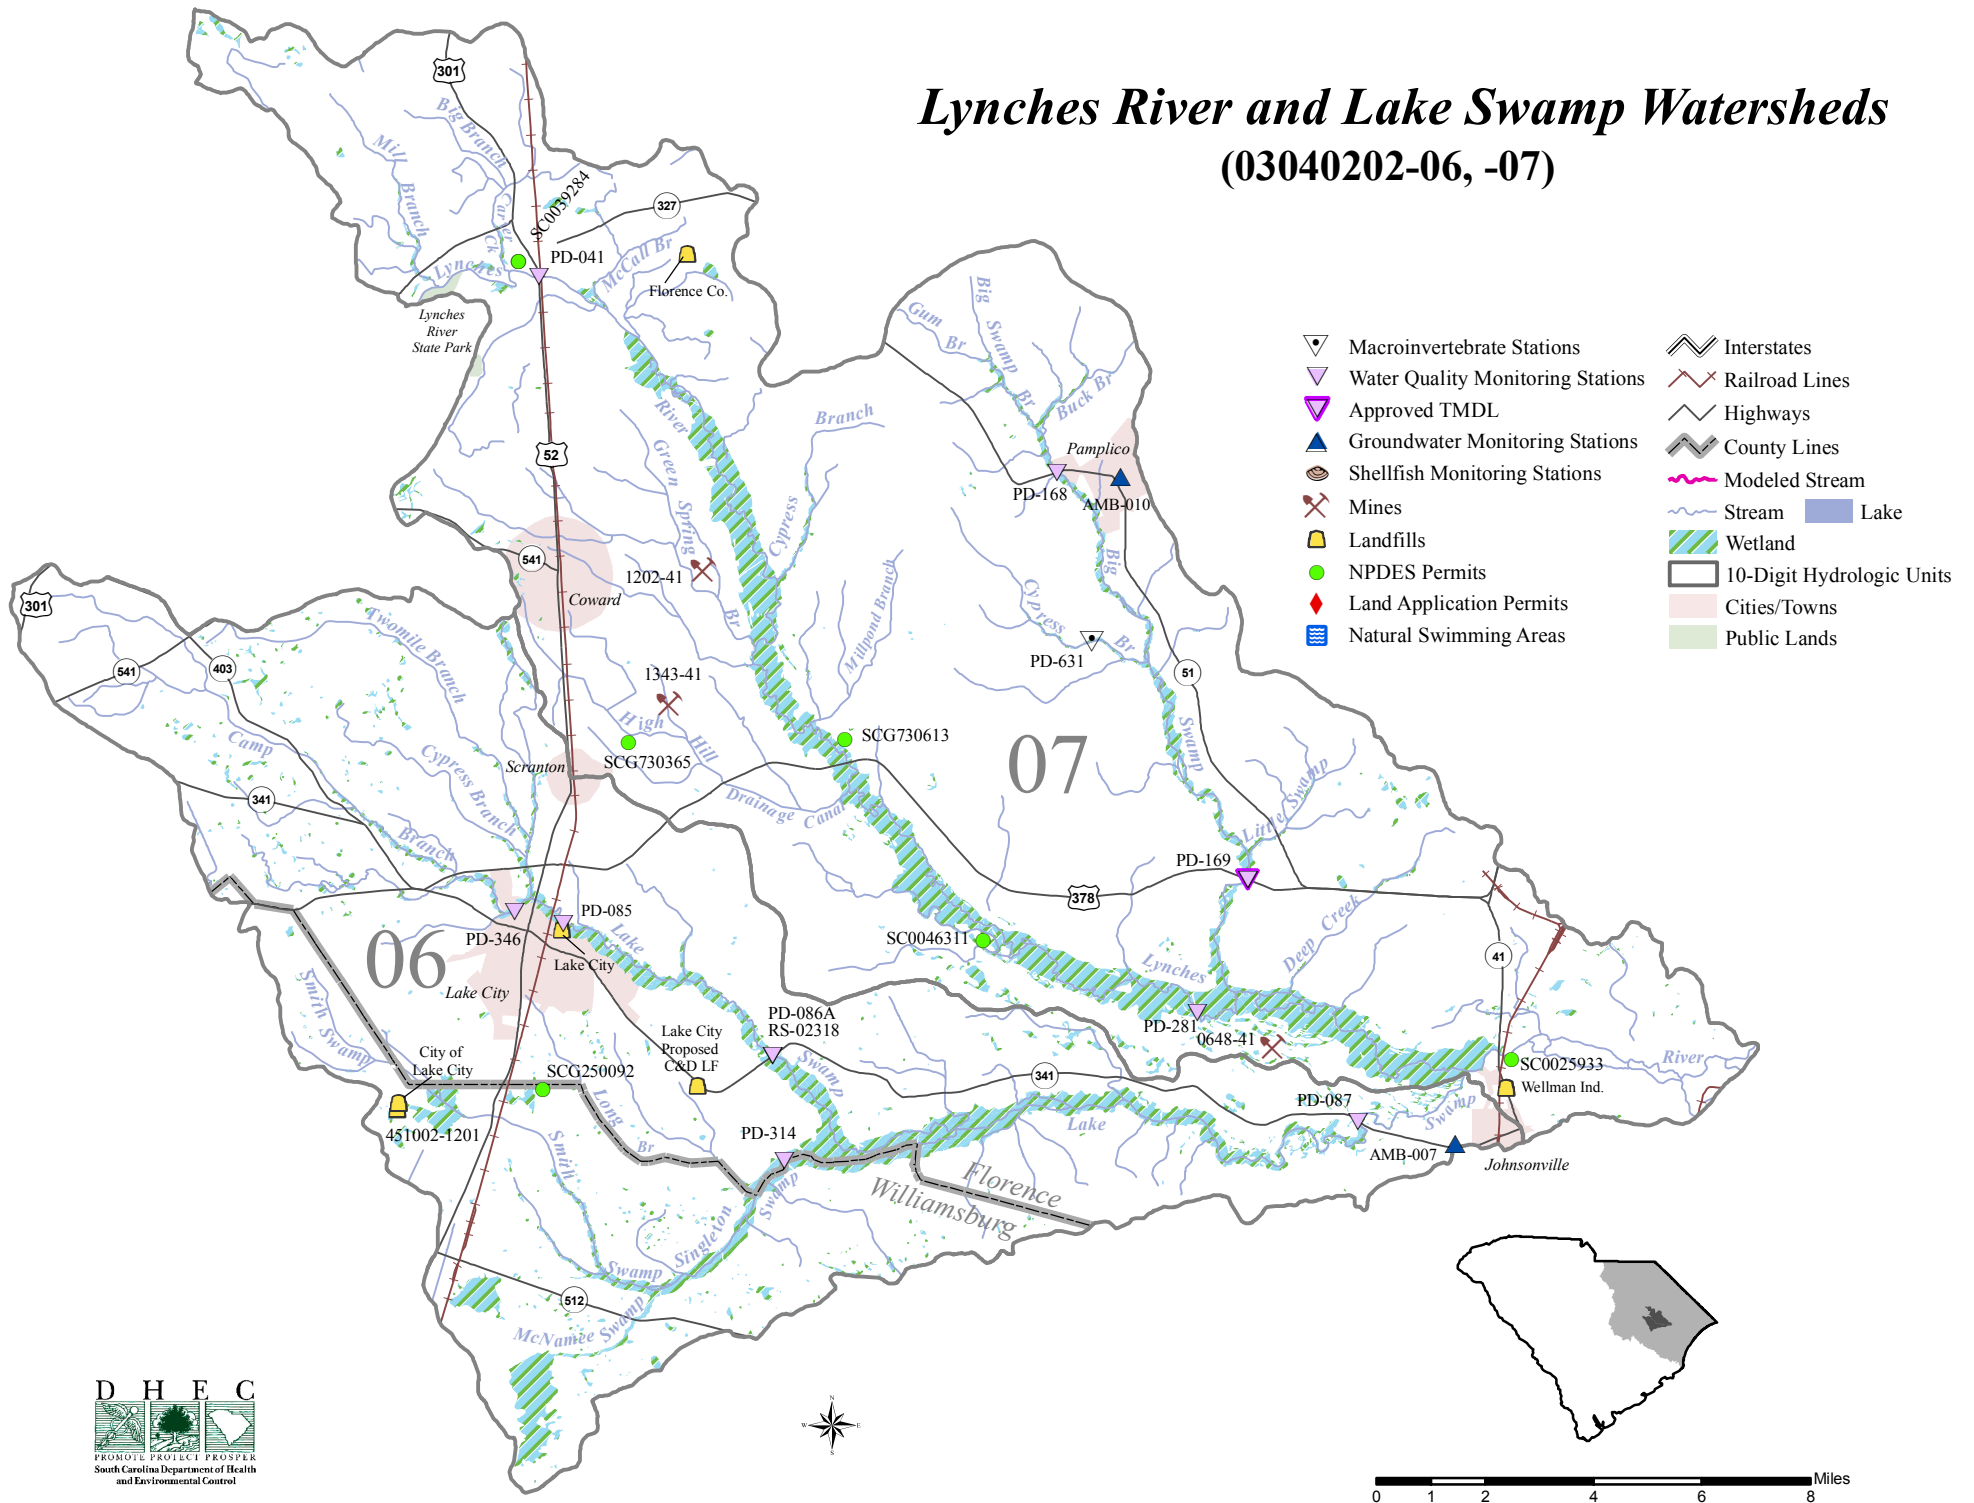 Lynches River and Lake Swamp Watersheds
(03040202-06, -07)
Macroinvertebrate Stations
Water Quality Monitoring Stations
Approved TMDL
Groundwater Monitoring Stations
Shellfish Monitoring Stations
Mines
Landfills
NPDES Permits
Land Application Permits
Natural Swimming Areas
Interstates
Railroad Lines
Highways
County Lines
Modeled Stream
Stream
Lake
Wetland
10-Digit Hydrologic Units
Cities/Towns
Public Lands
301
Big Branch
Mill Branch
Carter Ck
SC0039284
327
PD-041
McCall Br
Lynches
Florence Co.
Lynches
River
State Park
River
52
Green Spring Br
Branch
Cypress
Gum Br
Big Swamp Br
Buck Br
Pamplico
PD-168
AMB-010
Big
Cypress Br
PD-631
51
Swamp
541
Coward
1202-41
1343-41
Millpond Branch
High Hill
SCG730365
SCG730613
Drainage Canal
07
Little Swamp
PD-169
378
Deep Creek
SC0046311
Lynches
PD-281
0648-41
41
River
SC0025933
Wellman Ind.
Johnsonville
301
541
403
Twomile Branch
Camp
Branch
Cypress Branch
Scranton
341
PD-346
PD-085
Lake City
Lake City
Lake
06
Smith Swamp
City of
Lake City
451002-1201
SCG250092
Long Br
Lake City
Proposed
C&D LF
PD-086A
RS-02318
Swamp
341
PD-314
Lake
Swamp
PD-087
AMB-007
Florence
Williamsburg
Smith
Swamp
Singleton
Swamp
512
McNamee Swamp
D H E C
PROMOTE PROTECT PROSPER
South Carolina Department of Health
and Environmental Control
N
W
E
S
Miles
0 1 2 4 6 8